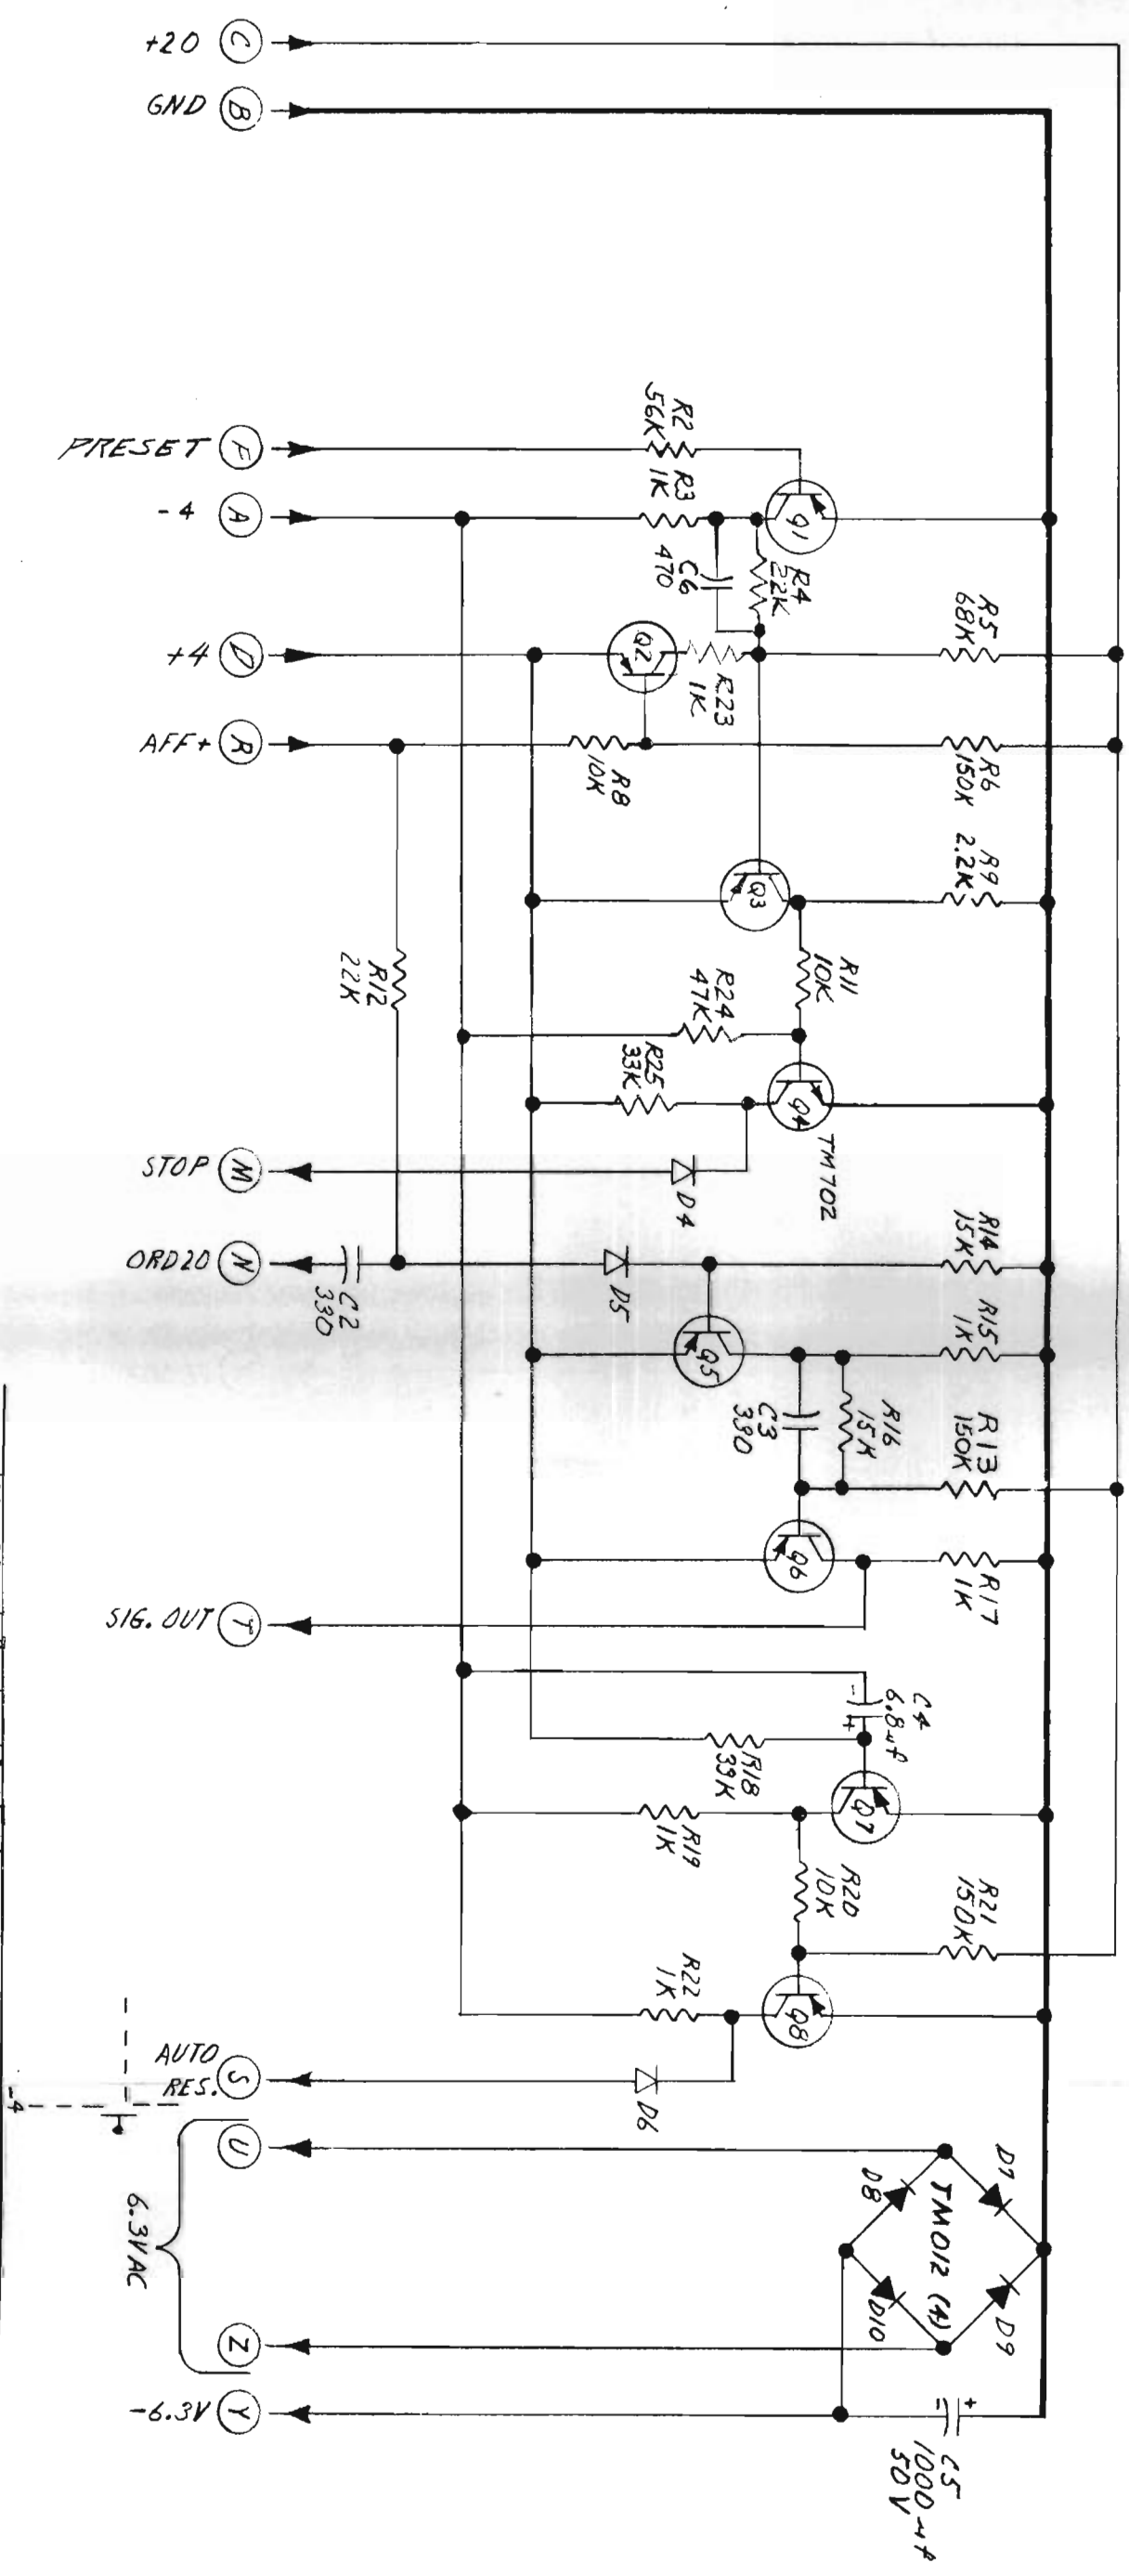 +20 C
GND B
PRESET F
-4 A
+4 D
AFF+ R
STOP M
ORD20 N
SIG. OUT T
AUTO RES. S
U
6.3VAC
Z
-6.3V Y
-4
R2
56K
R3
1K
Q1
R4
22K
C6
470
R5
68K
Q2
R23
1K
R8
10K
R6
150K
R9
2.2K
Q3
R11
10K
R12
22K
R24
47K
R25
33K
Q4
TM702
D4
R14
15K
D5
C2
330
Q5
R15
1K
C3
330
R16
15K
R13
150K
Q6
R17
1K
C4
6.8uf
- +
R18
39K
Q7
R19
1K
R20
10K
R21
150K
R22
1K
Q8
D6
D7
D8
TM012 (4)
D9
D10
+
=
C5
1000uf
50V